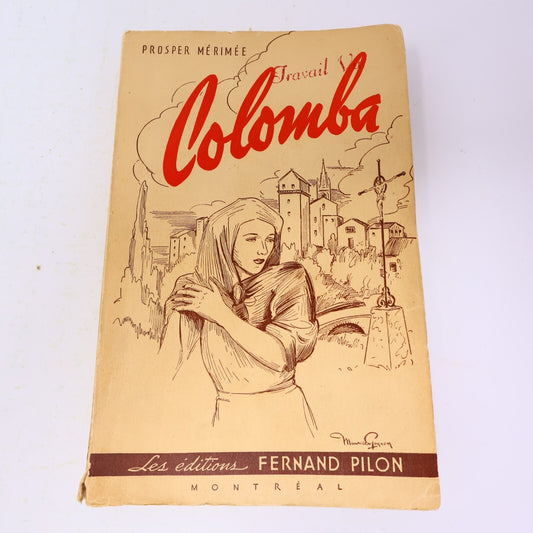 PROSPER MÉRIMÉE
Travail
Colomba
Les éditions FERNAND PILON
MONTRÉAL